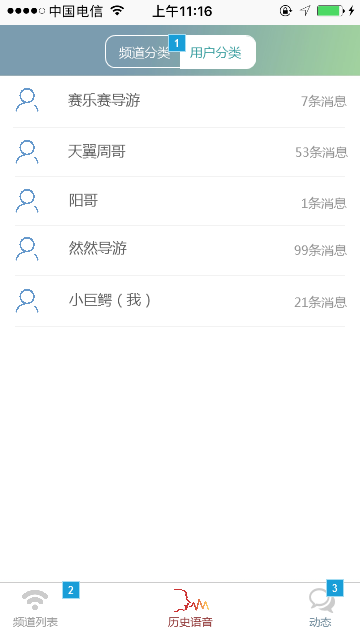 中国电信 上午11:16
频道分类 1 用户分类
赛乐赛导游 7条消息
天翼周哥 53条消息
阳哥 1条消息
然然导游 99条消息
小巨鳄（我） 21条消息
2 3
频道列表 历史语音 动态